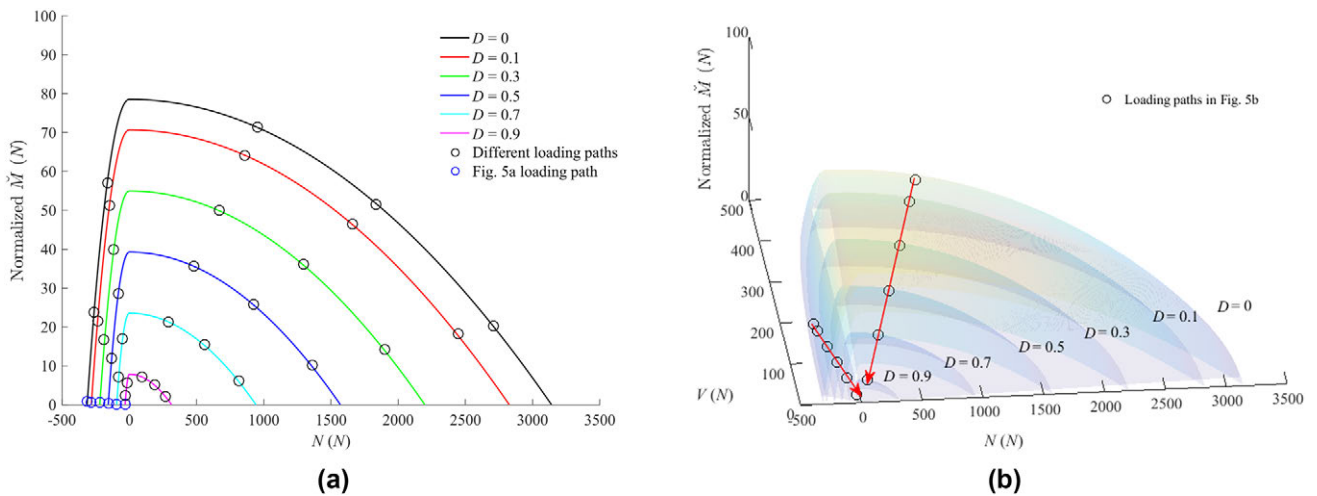 100
90
80
70
60
50
40
30
20
10
0
Normalized M̆ (N)
-500 0 500 1000 1500 2000 2500 3000 3500
N (N)
D = 0
D = 0.1
D = 0.3
D = 0.5
D = 0.7
D = 0.9
Different loading paths
Fig. 5a loading path
(a)
100
50
0
Normalized M̆ (N)
500
400
300
200
100
0
V (N)
Loading paths in Fig. 5b
D = 0
D = 0.1
D = 0.3
D = 0.5
D = 0.7
D = 0.9
-500 0 500 1000 1500 2000 2500 3000 3500
N (N)
(b)